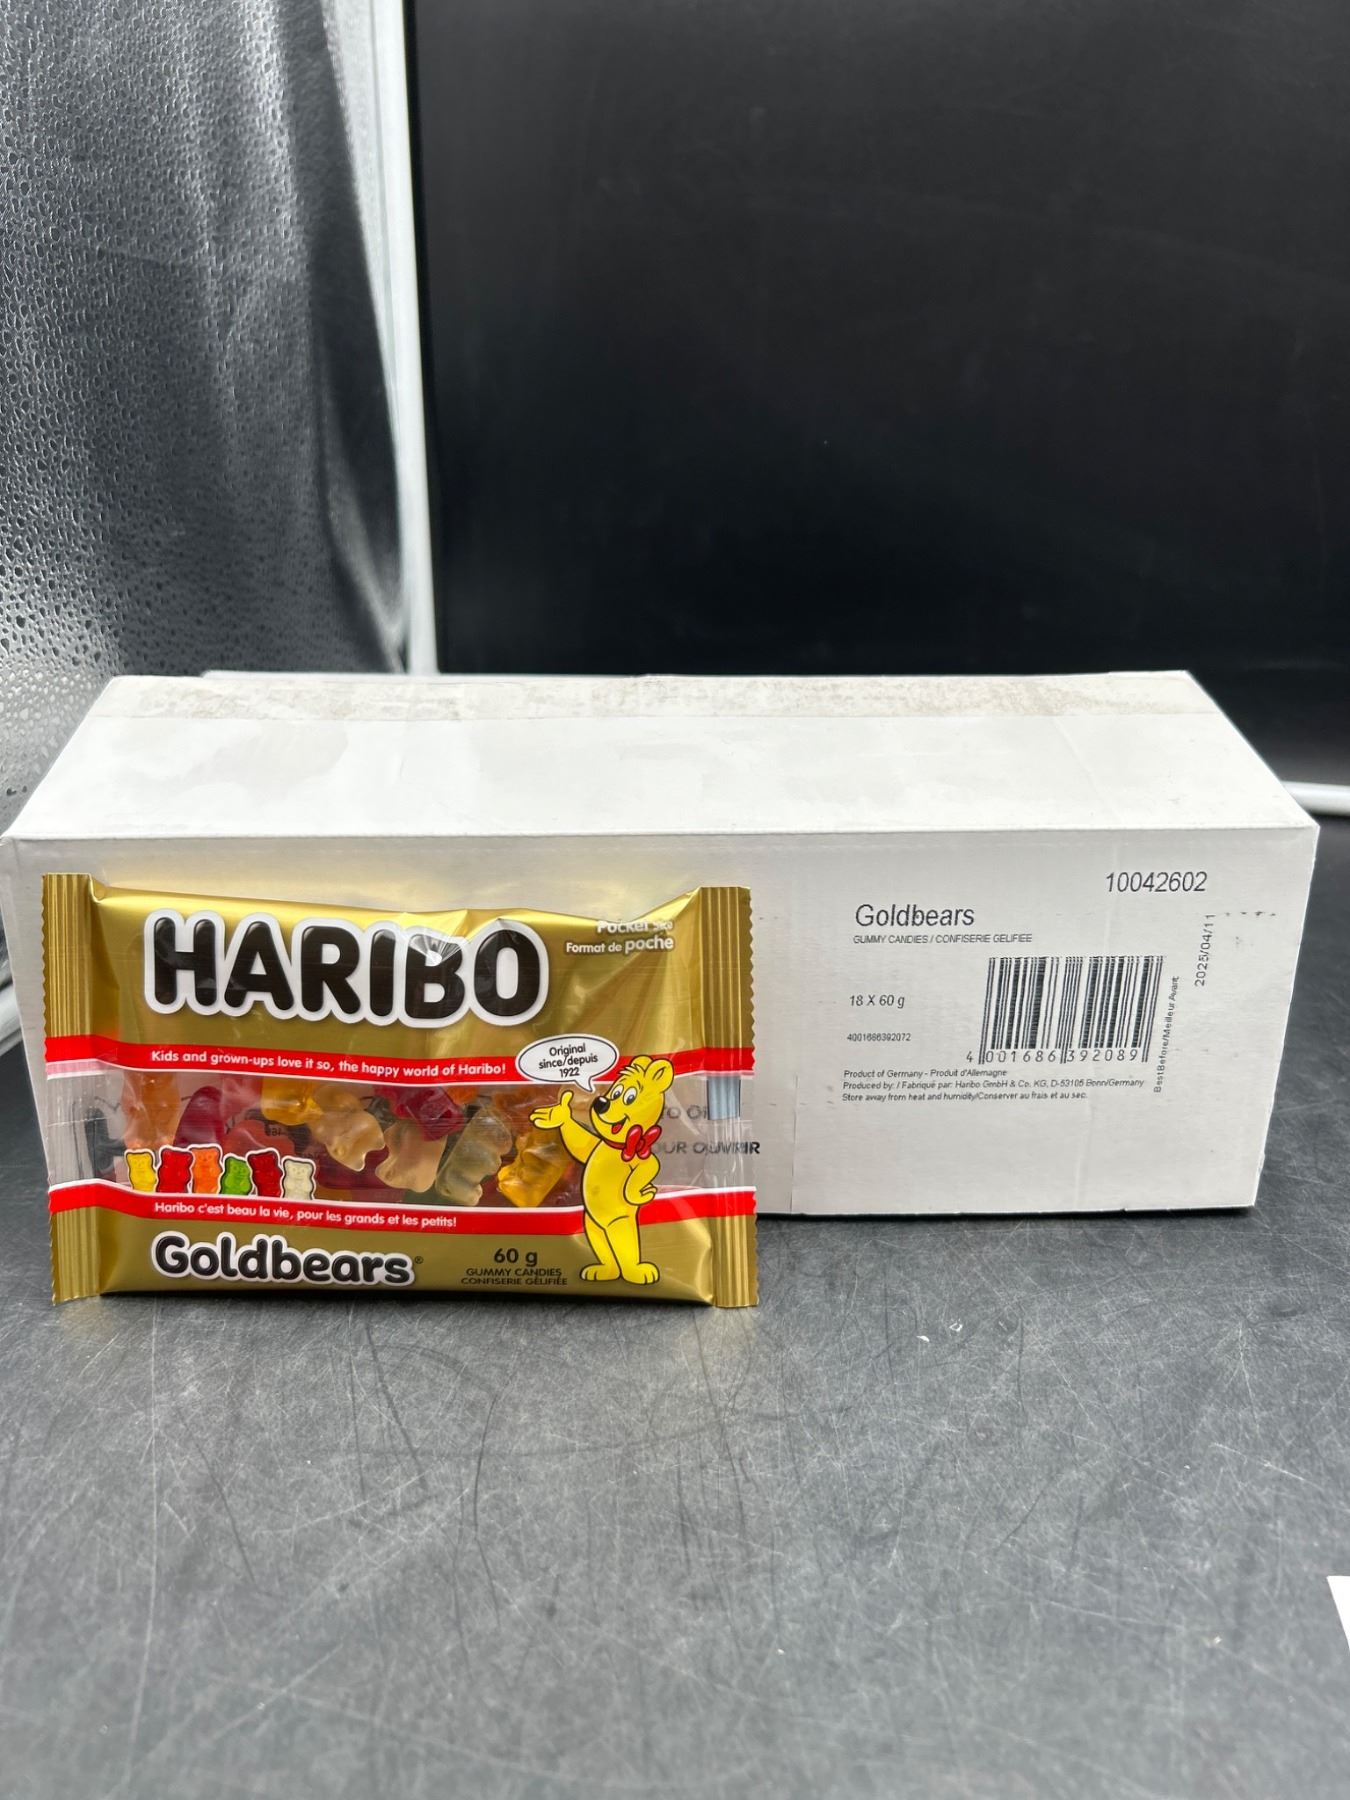 HARIBO
Pocket Size
Format de poche
Kids and grown-ups love it so, the happy world of Haribo!
Original
since/depuis
1922
Haribo c'est beau la vie, pour les grands et les petits!
Goldbears®
60 g
GUMMY CANDIES
CONFISERIE GÉLIFIÉE
OUR OUVRIR
10042602
Goldbears
GUMMY CANDIES / CONFISERIE GELIFIEE
18 X 60 g
4001686392072
4 001686 392089
Product of Germany - Produit d'Allemagne
Produced by: / Fabriqué par: Haribo GmbH & Co. KG, D-53105 Bonn/Germany
Store away from heat and humidity/Conserver au frais et au sec.
Best Before/Meilleur Avant
2025/04/11